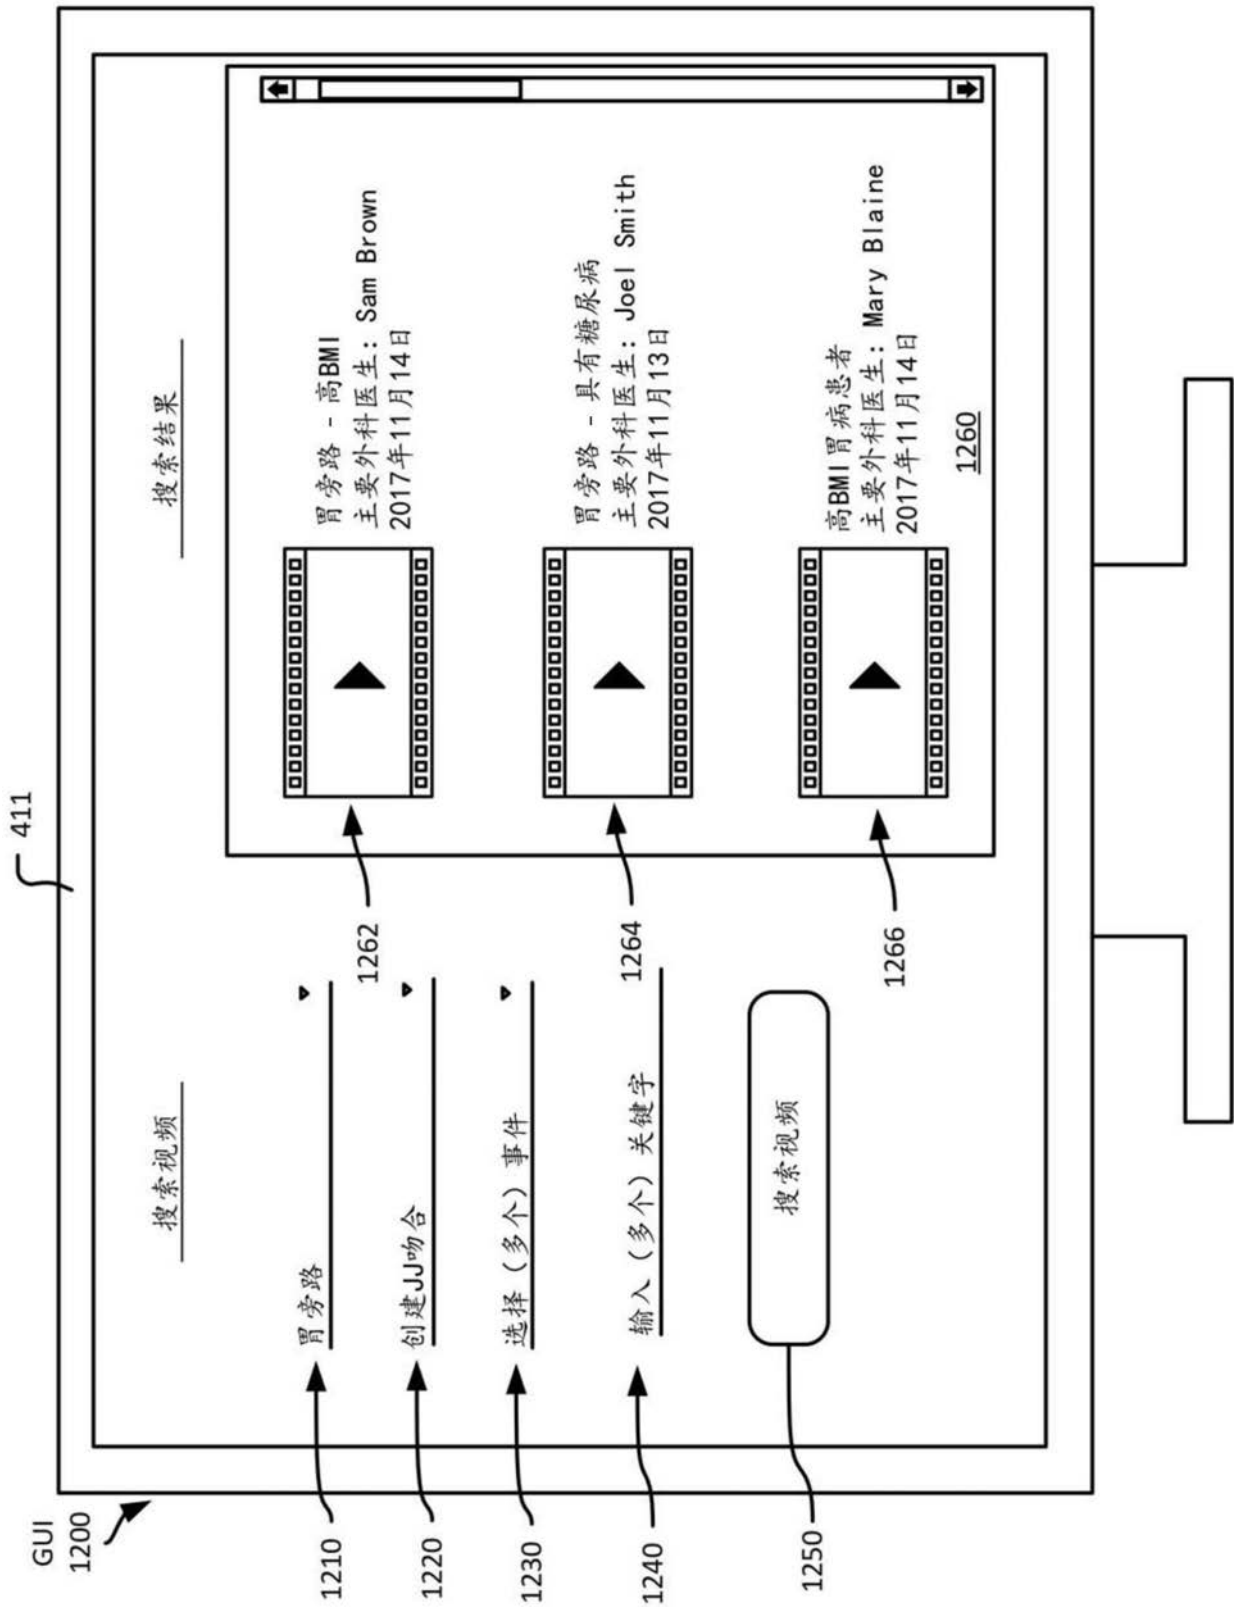 GUI
1200
411
搜索视频
1210
胃旁路
1220
创建JJ吻合
1230
选择（多个）事件
1240
输入（多个）关键字
1250
搜索视频
搜索结果
1262
胃旁路 - 高BMI
主要外科医生: Sam Brown
2017年11月14日
1264
胃旁路 - 具有糖尿病
主要外科医生: Joel Smith
2017年11月13日
1266
高BMI胃病患者
主要外科医生: Mary Blaine
2017年11月14日
1260